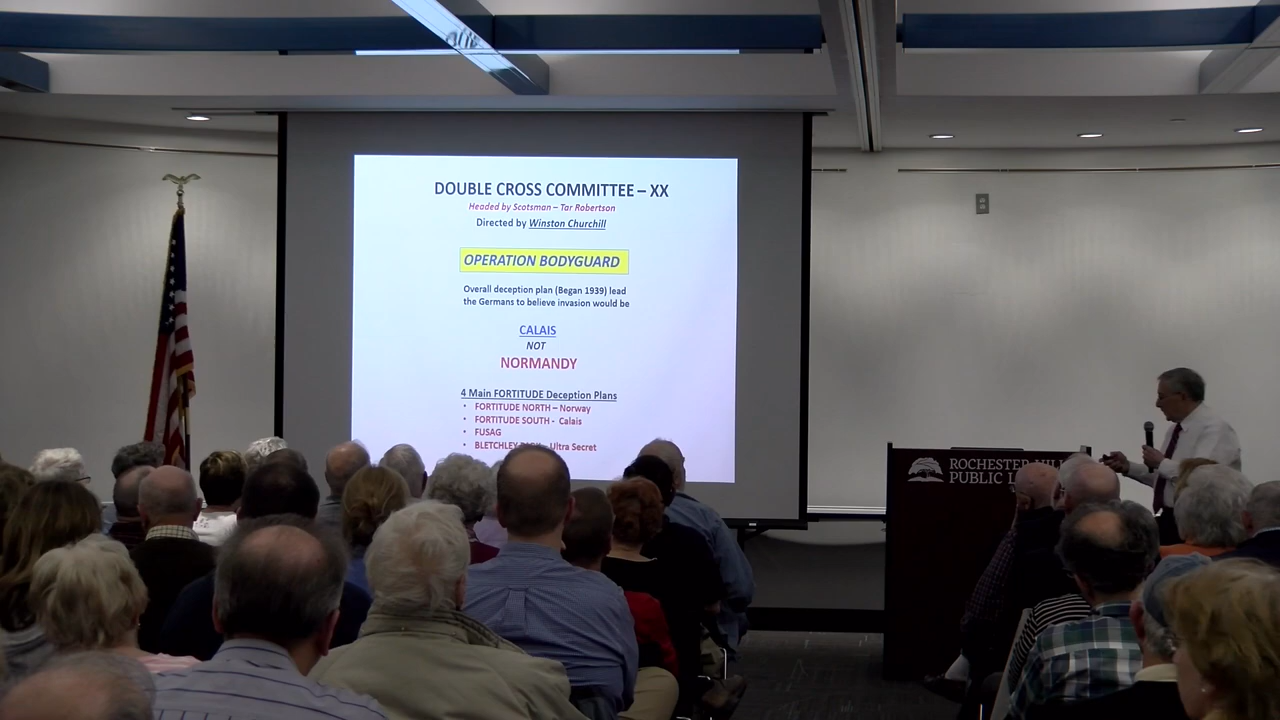 DOUBLE CROSS COMMITTEE – XX
Headed by Scotsman – Tar Robertson
Directed by Winston Churchill
OPERATION BODYGUARD
Overall deception plan (Began 1939) lead
the Germans to believe invasion would be
CALAIS
NOT
NORMANDY
4 Main FORTITUDE Deception Plans
• FORTITUDE NORTH – Norway
• FORTITUDE SOUTH - Calais
• FUSAG
• BLETCHLEY - Ultra Secret
ROCHESTER
PUBLIC